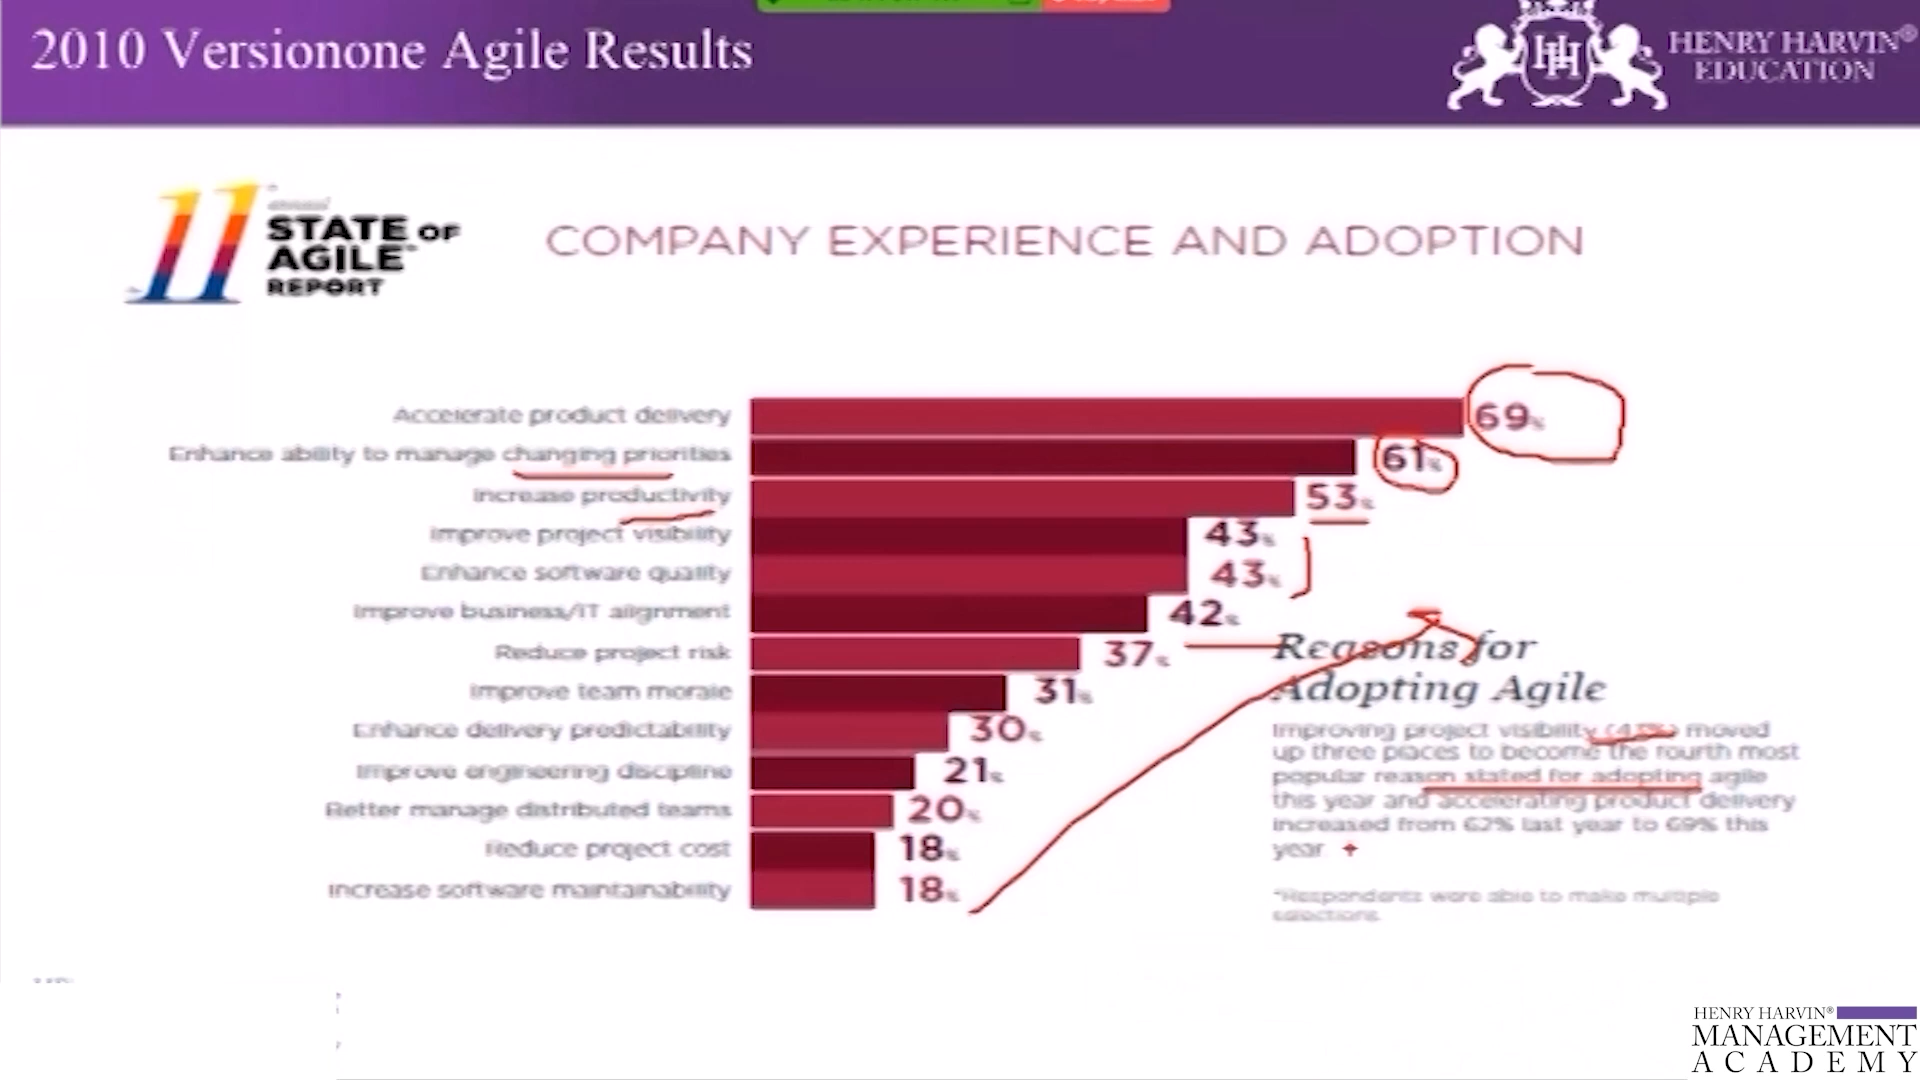 2010 Versionone Agile Results
HENRY HARVIN®
EDUCATION
11
annual
STATE OF
AGILE®
REPORT
COMPANY EXPERIENCE AND ADOPTION
Accelerate product delivery 69%
Enhance ability to manage changing priorities 61%
Increase productivity 53%
Improve project visibility 43%
Enhance software quality 43%
Improve business/IT alignment 42%
Reduce project risk 37%
Improve team morale 31%
Enhance delivery predictability 30%
Improve engineering discipline 21%
Better manage distributed teams 20%
Reduce project cost 18%
Increase software maintainability 18%
Reasons for
Adopting Agile
Improving project visibility (43%) moved
up three places to become the fourth most
popular reason stated for adopting agile
this year and accelerating product delivery
increased from 62% last year to 69% this
year.
*Respondents were able to make multiple
selections.
HENRY HARVIN®
MANAGEMENT
ACADEMY